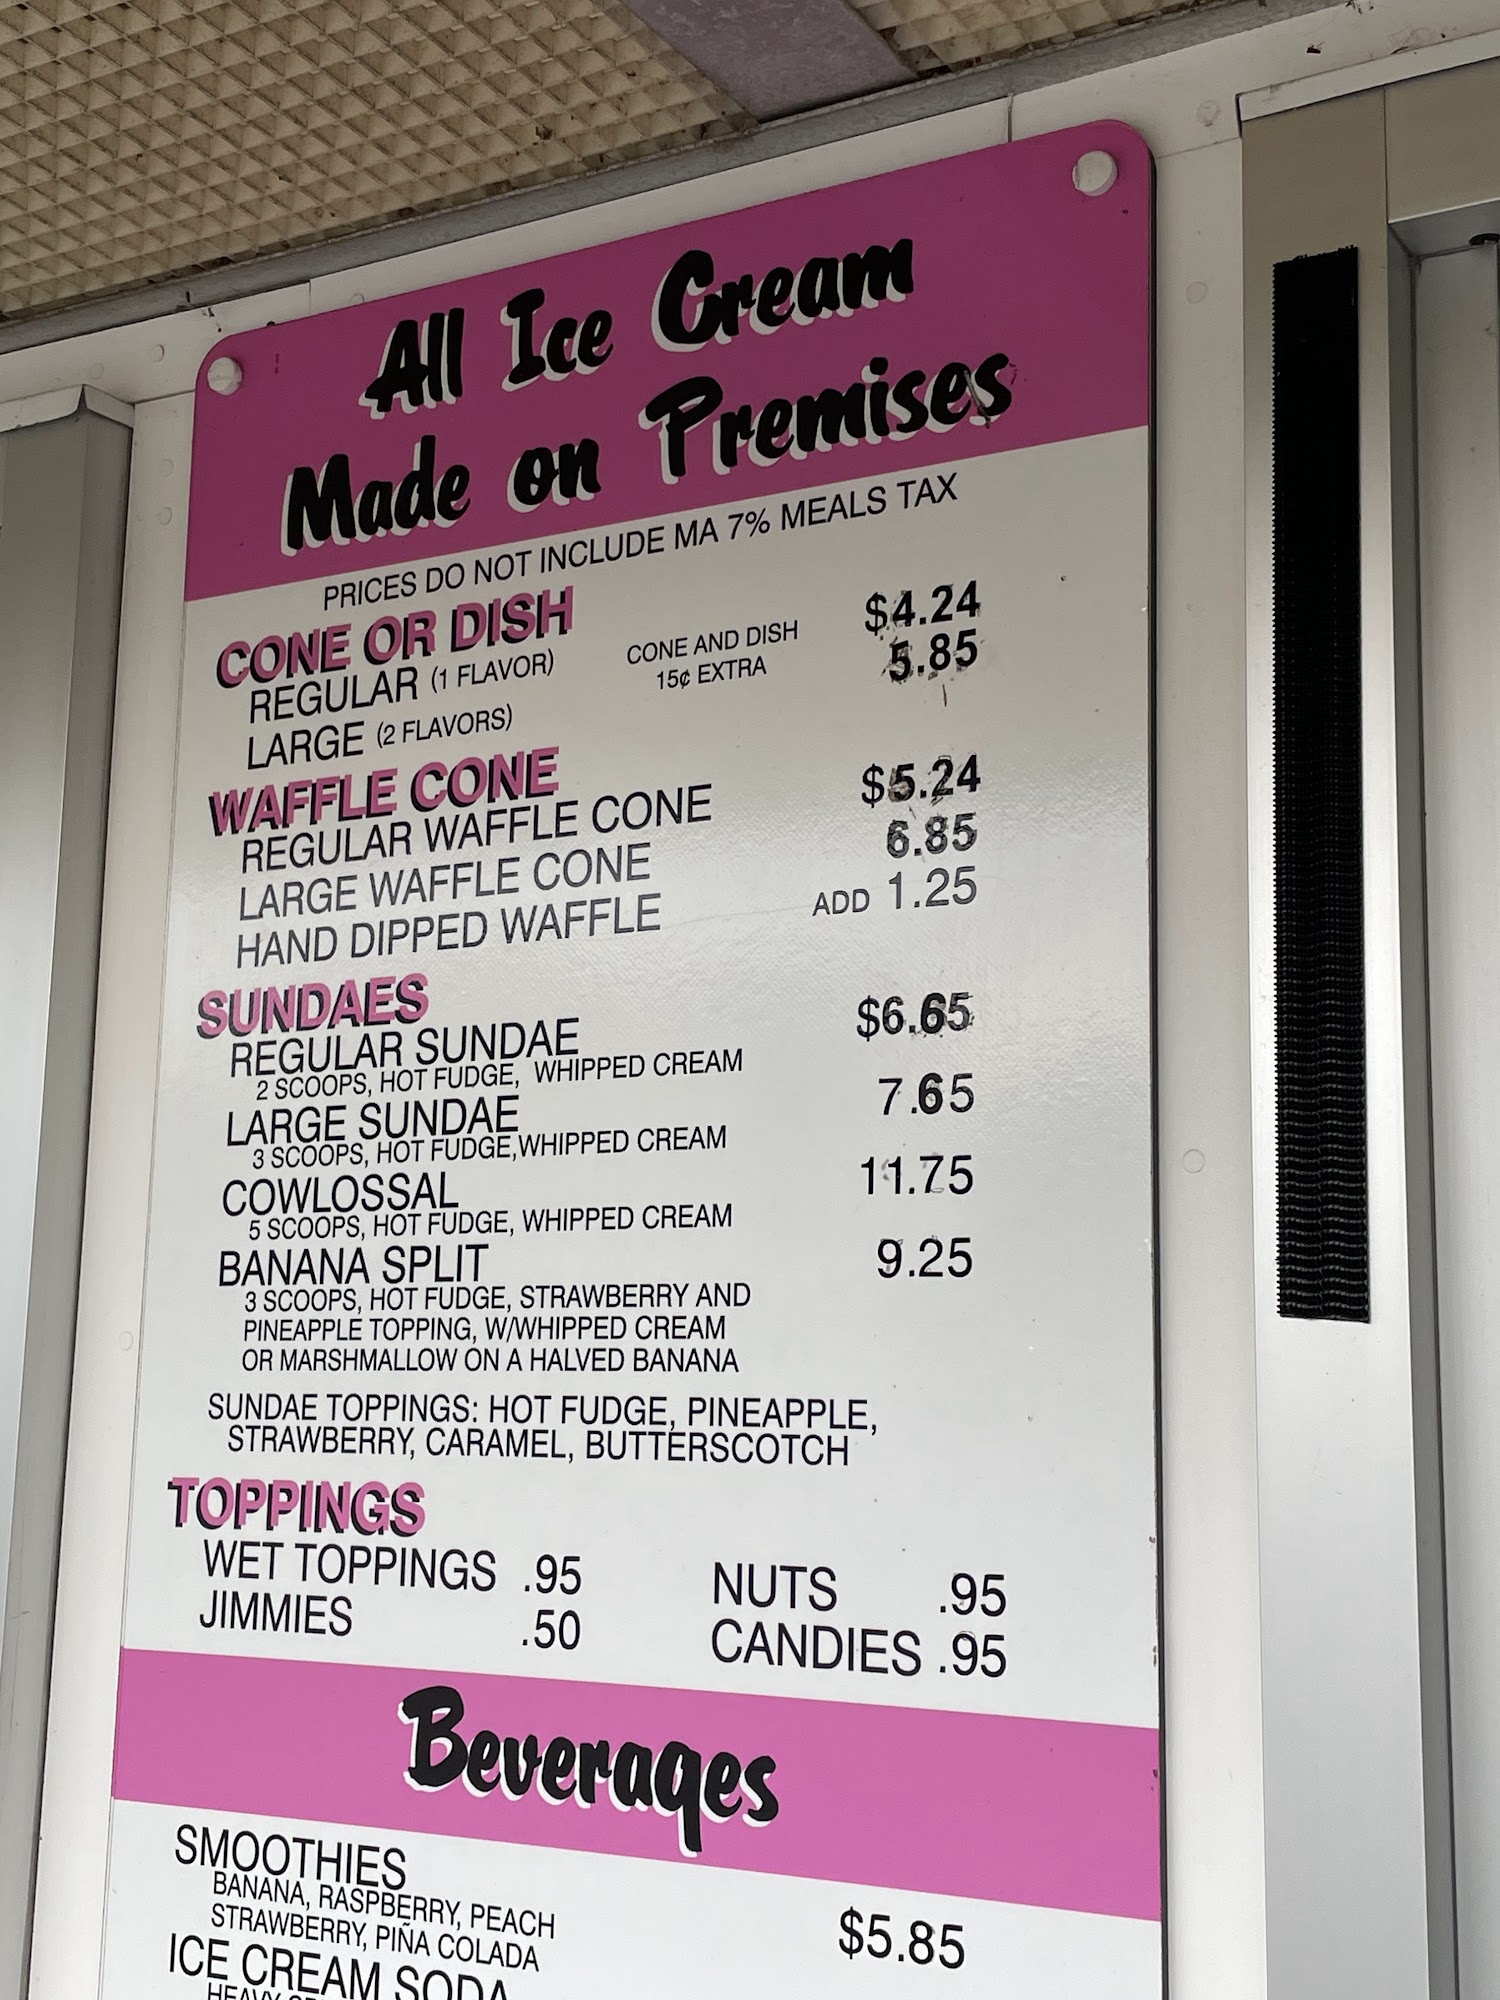 All Ice Cream
Made on Premises
PRICES DO NOT INCLUDE MA 7% MEALS TAX
CONE OR DISH
REGULAR (1 FLAVOR) CONE AND DISH $4.24
LARGE (2 FLAVORS) 15¢ EXTRA 5.85
WAFFLE CONE
REGULAR WAFFLE CONE $5.24
LARGE WAFFLE CONE 6.85
HAND DIPPED WAFFLE ADD 1.25
SUNDAES
REGULAR SUNDAE $6.65
2 SCOOPS, HOT FUDGE, WHIPPED CREAM
LARGE SUNDAE 7.65
3 SCOOPS, HOT FUDGE,WHIPPED CREAM
COWLOSSAL 11.75
5 SCOOPS, HOT FUDGE, WHIPPED CREAM
BANANA SPLIT 9.25
3 SCOOPS, HOT FUDGE, STRAWBERRY AND
PINEAPPLE TOPPING, W/WHIPPED CREAM
OR MARSHMALLOW ON A HALVED BANANA
SUNDAE TOPPINGS: HOT FUDGE, PINEAPPLE,
STRAWBERRY, CARAMEL, BUTTERSCOTCH
TOPPINGS
WET TOPPINGS .95 NUTS .95
JIMMIES .50 CANDIES .95
Beverages
SMOOTHIES $5.85
BANANA, RASPBERRY, PEACH
STRAWBERRY, PIÑA COLADA
ICE CREAM SODA